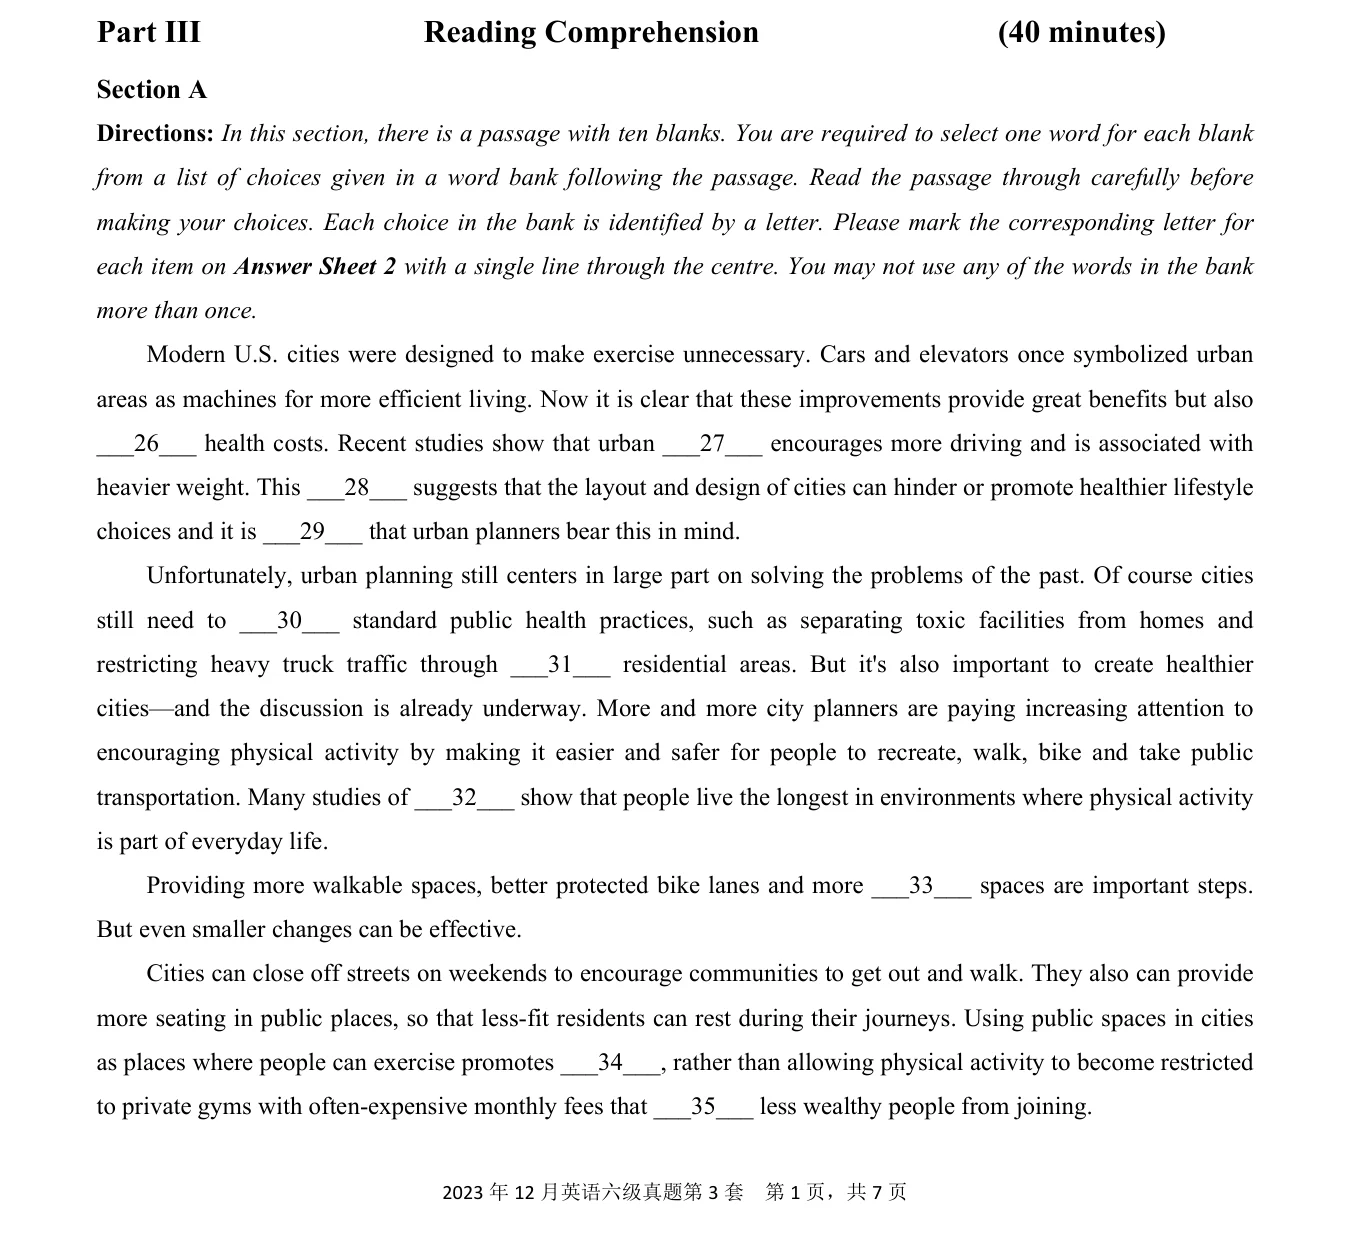 Part III Reading Comprehension (40 minutes)
Section A
Directions: In this section, there is a passage with ten blanks. You are required to select one word for each blank
from a list of choices given in a word bank following the passage. Read the passage through carefully before
making your choices. Each choice in the bank is identified by a letter. Please mark the corresponding letter for
each item on Answer Sheet 2 with a single line through the centre. You may not use any of the words in the bank
more than once.
Modern U.S. cities were designed to make exercise unnecessary. Cars and elevators once symbolized urban
areas as machines for more efficient living. Now it is clear that these improvements provide great benefits but also
___26___ health costs. Recent studies show that urban ___27___ encourages more driving and is associated with
heavier weight. This ___28___ suggests that the layout and design of cities can hinder or promote healthier lifestyle
choices and it is ___29___ that urban planners bear this in mind.
Unfortunately, urban planning still centers in large part on solving the problems of the past. Of course cities
still need to ___30___ standard public health practices, such as separating toxic facilities from homes and
restricting heavy truck traffic through ___31___ residential areas. But it's also important to create healthier
cities—and the discussion is already underway. More and more city planners are paying increasing attention to
encouraging physical activity by making it easier and safer for people to recreate, walk, bike and take public
transportation. Many studies of ___32___ show that people live the longest in environments where physical activity
is part of everyday life.
Providing more walkable spaces, better protected bike lanes and more ___33___ spaces are important steps.
But even smaller changes can be effective.
Cities can close off streets on weekends to encourage communities to get out and walk. They also can provide
more seating in public places, so that less-fit residents can rest during their journeys. Using public spaces in cities
as places where people can exercise promotes ___34___, rather than allowing physical activity to become restricted
to private gyms with often-expensive monthly fees that ___35___ less wealthy people from joining.
2023 年 12 月英语六级真题第 3 套 第 1 页，共 7 页